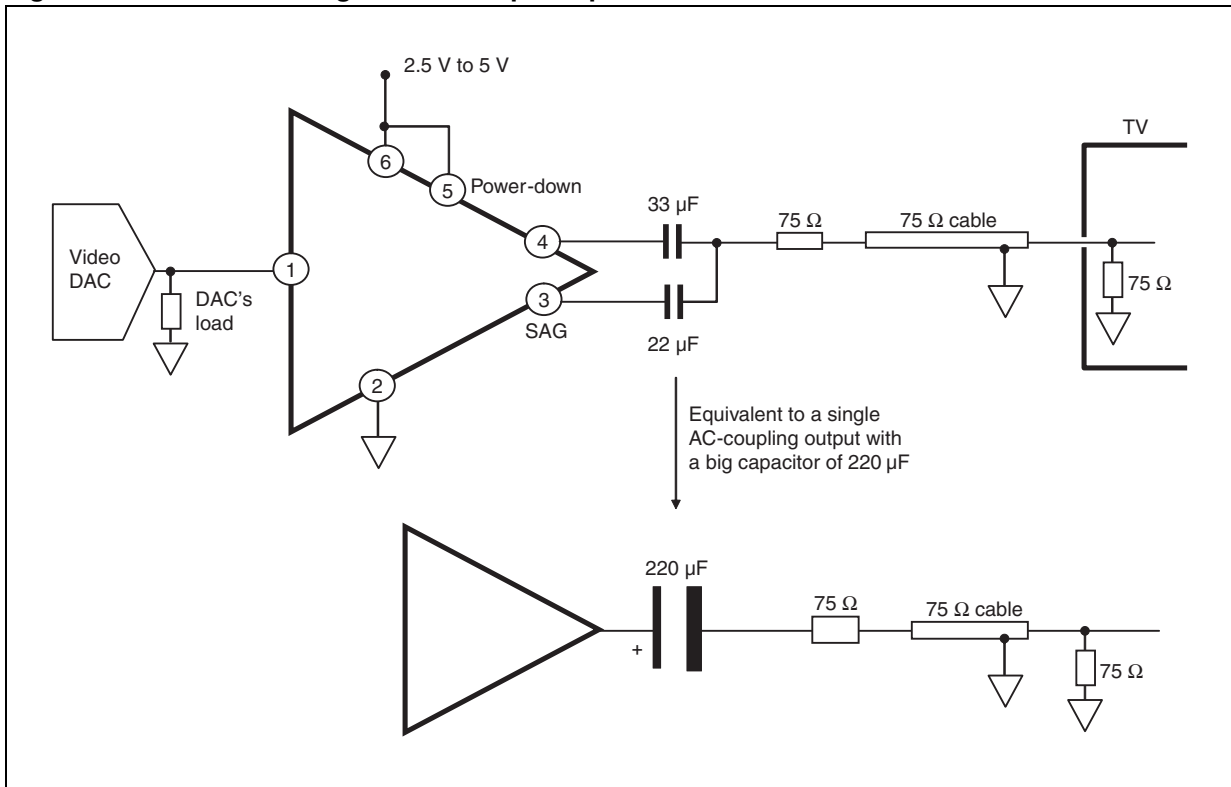 2.5 V to 5 V
TV
6
5
Power-down
33 µF
4
75 Ω
75 Ω cable
Video
DAC
1
DAC's
load
75 Ω
3
SAG
22 µF
2
Equivalent to a single
AC-coupling output with
a big capacitor of 220 µF
220 µF
75 Ω
75 Ω cable
+
75 Ω